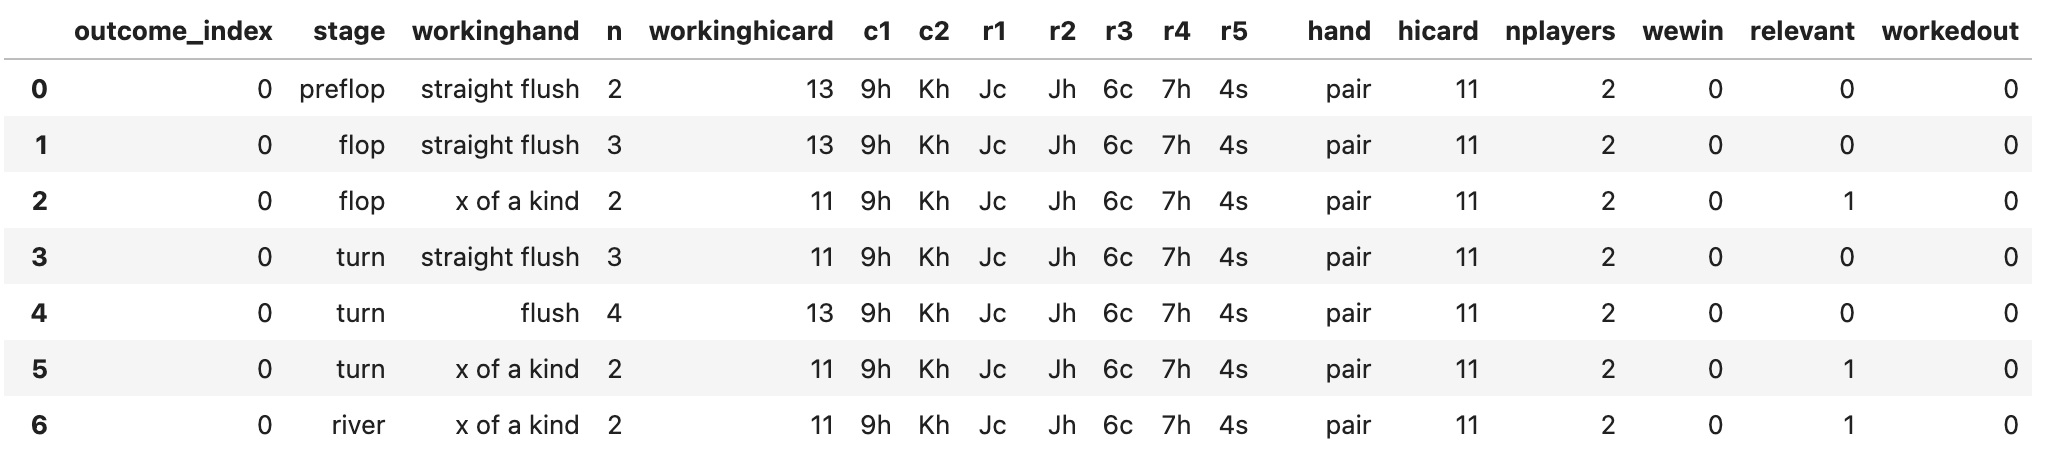 outcome_index stage workinghand n workinghicard c1 c2 r1 r2 r3 r4 r5 hand hicard nplayers wewin relevant workedout
0 0 preflop straight flush 2 13 9h Kh Jc Jh 6c 7h 4s pair 11 2 0 0 0
1 0 flop straight flush 3 13 9h Kh Jc Jh 6c 7h 4s pair 11 2 0 0 0
2 0 flop x of a kind 2 11 9h Kh Jc Jh 6c 7h 4s pair 11 2 0 1 0
3 0 turn straight flush 3 11 9h Kh Jc Jh 6c 7h 4s pair 11 2 0 0 0
4 0 turn flush 4 13 9h Kh Jc Jh 6c 7h 4s pair 11 2 0 0 0
5 0 turn x of a kind 2 11 9h Kh Jc Jh 6c 7h 4s pair 11 2 0 1 0
6 0 river x of a kind 2 11 9h Kh Jc Jh 6c 7h 4s pair 11 2 0 1 0